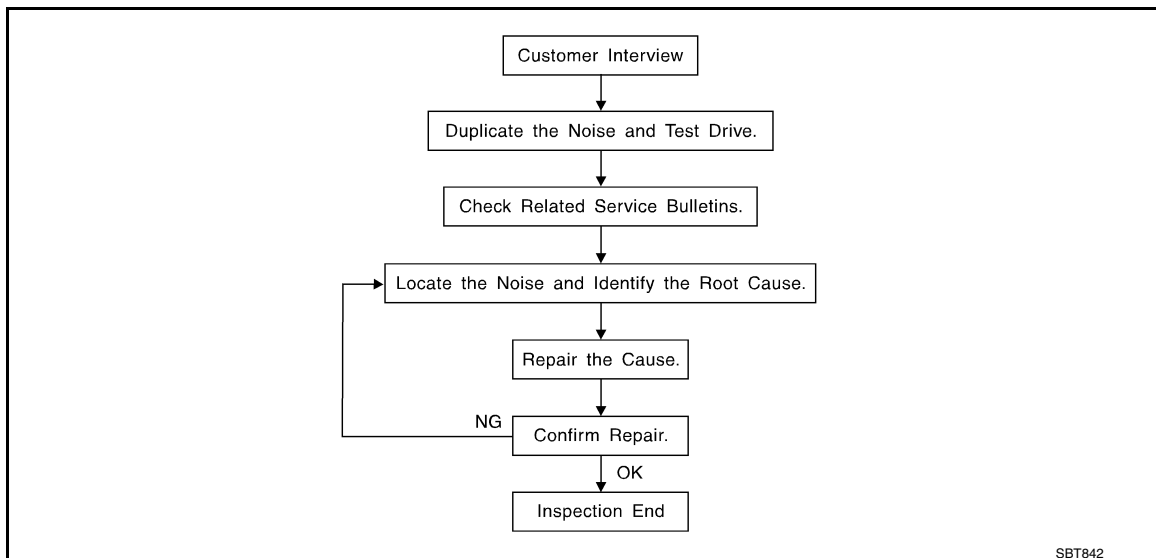 Customer Interview
Duplicate the Noise and Test Drive.
Check Related Service Bulletins.
Locate the Noise and Identify the Root Cause.
Repair the Cause.
NG
Confirm Repair.
OK
Inspection End
SBT842